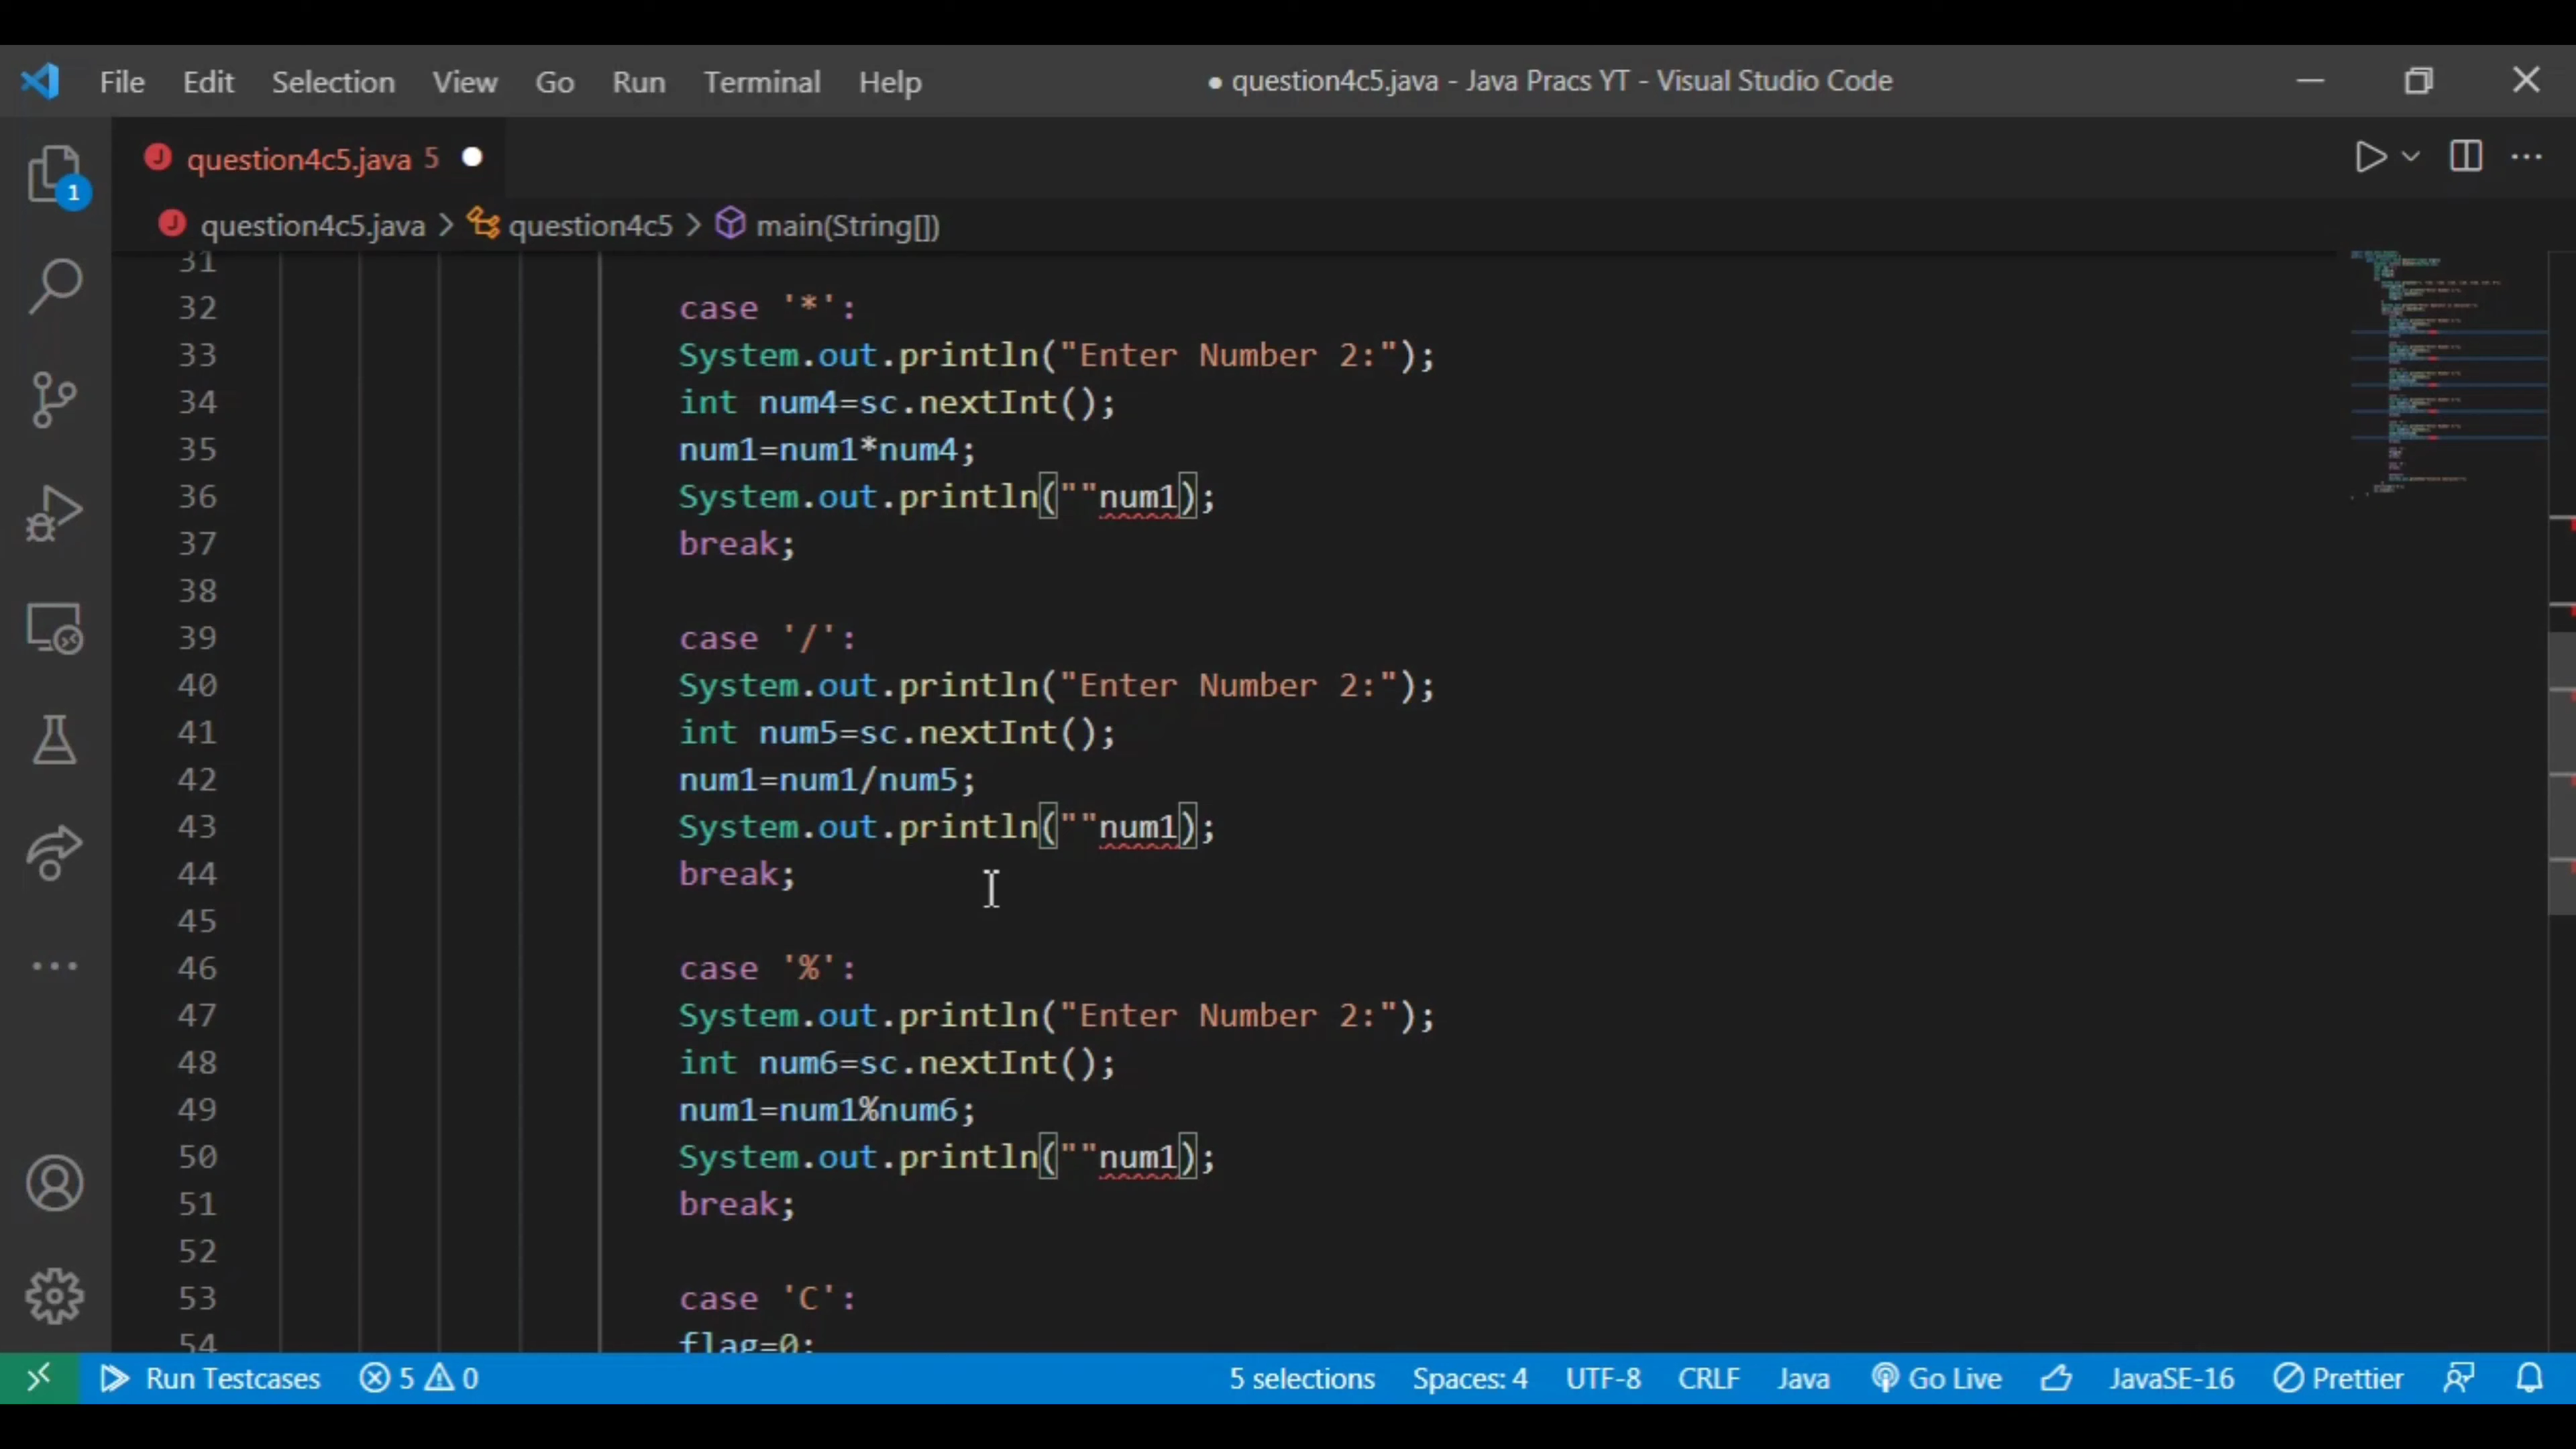 File Edit Selection View Go Run Terminal Help ● question4c5.java - Java Pracs YT - Visual Studio Code
question4c5.java 5
1
question4c5.java > question4c5 > main(String[])
31
32 case '*':
33 System.out.println("Enter Number 2:");
34 int num4=sc.nextInt();
35 num1=num1*num4;
36 System.out.println(""num1);
37 break;
38
39 case '/':
40 System.out.println("Enter Number 2:");
41 int num5=sc.nextInt();
42 num1=num1/num5;
43 System.out.println(""num1);
44 break;
45
46 case '%':
47 System.out.println("Enter Number 2:");
48 int num6=sc.nextInt();
49 num1=num1%num6;
50 System.out.println(""num1);
51 break;
52
53 case 'C':
54 flag=0;
Run Testcases 5 0 5 selections Spaces: 4 UTF-8 CRLF Java Go Live JavaSE-16 Prettier